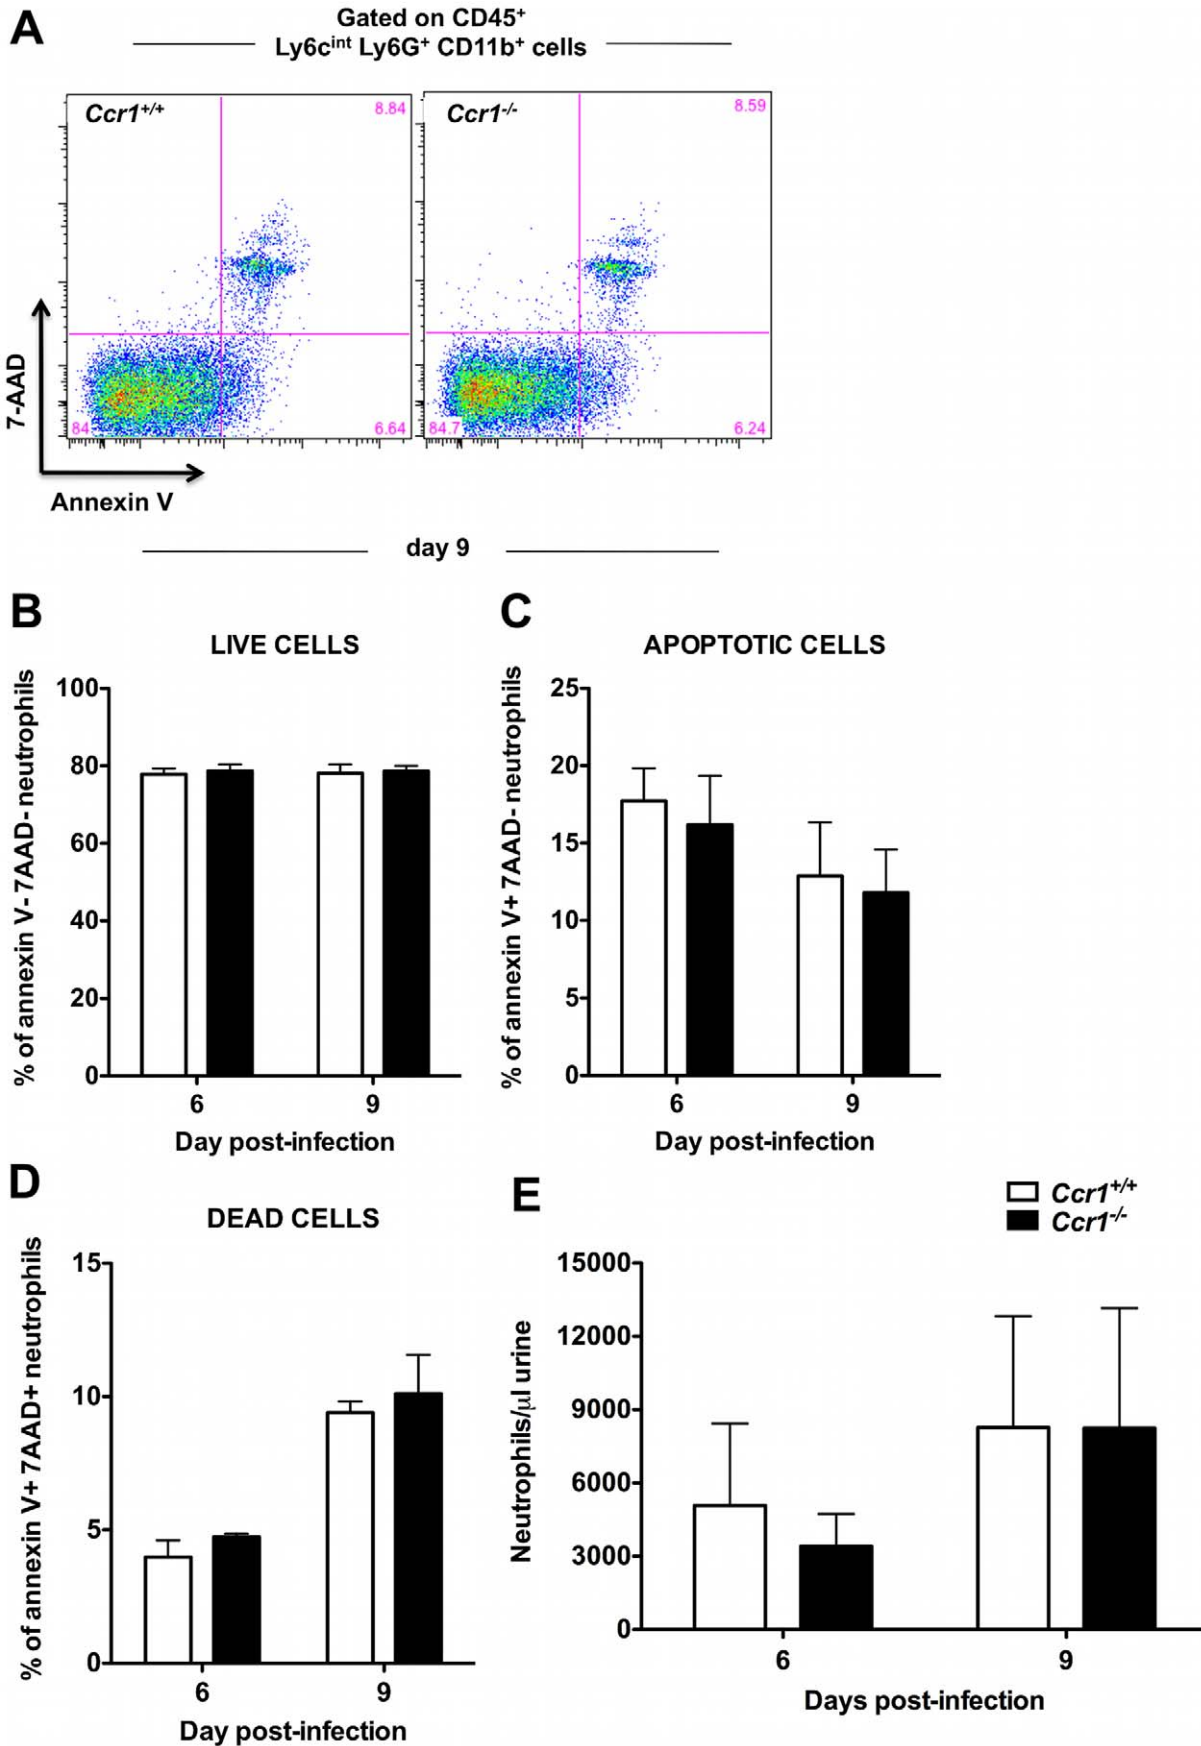 A
Gated on CD45⁺
Ly6cⁱⁿᵗ Ly6G⁺ CD11b⁺ cells
Ccr1⁺/⁺
8.84
84
6.64
Ccr1⁻/⁻
8.59
84.7
6.24
7-AAD
Annexin V
day 9
B
LIVE CELLS
% of annexin V- 7AAD- neutrophils
100
80
60
40
20
0
6
9
Day post-infection
C
APOPTOTIC CELLS
% of annexin V+ 7AAD- neutrophils
25
20
15
10
5
0
6
9
Day post-infection
D
DEAD CELLS
% of annexin V+ 7AAD+ neutrophils
15
10
5
0
6
9
Day post-infection
E
Ccr1⁺/⁺
Ccr1⁻/⁻
Neutrophils/µl urine
15000
12000
9000
6000
3000
0
6
9
Days post-infection